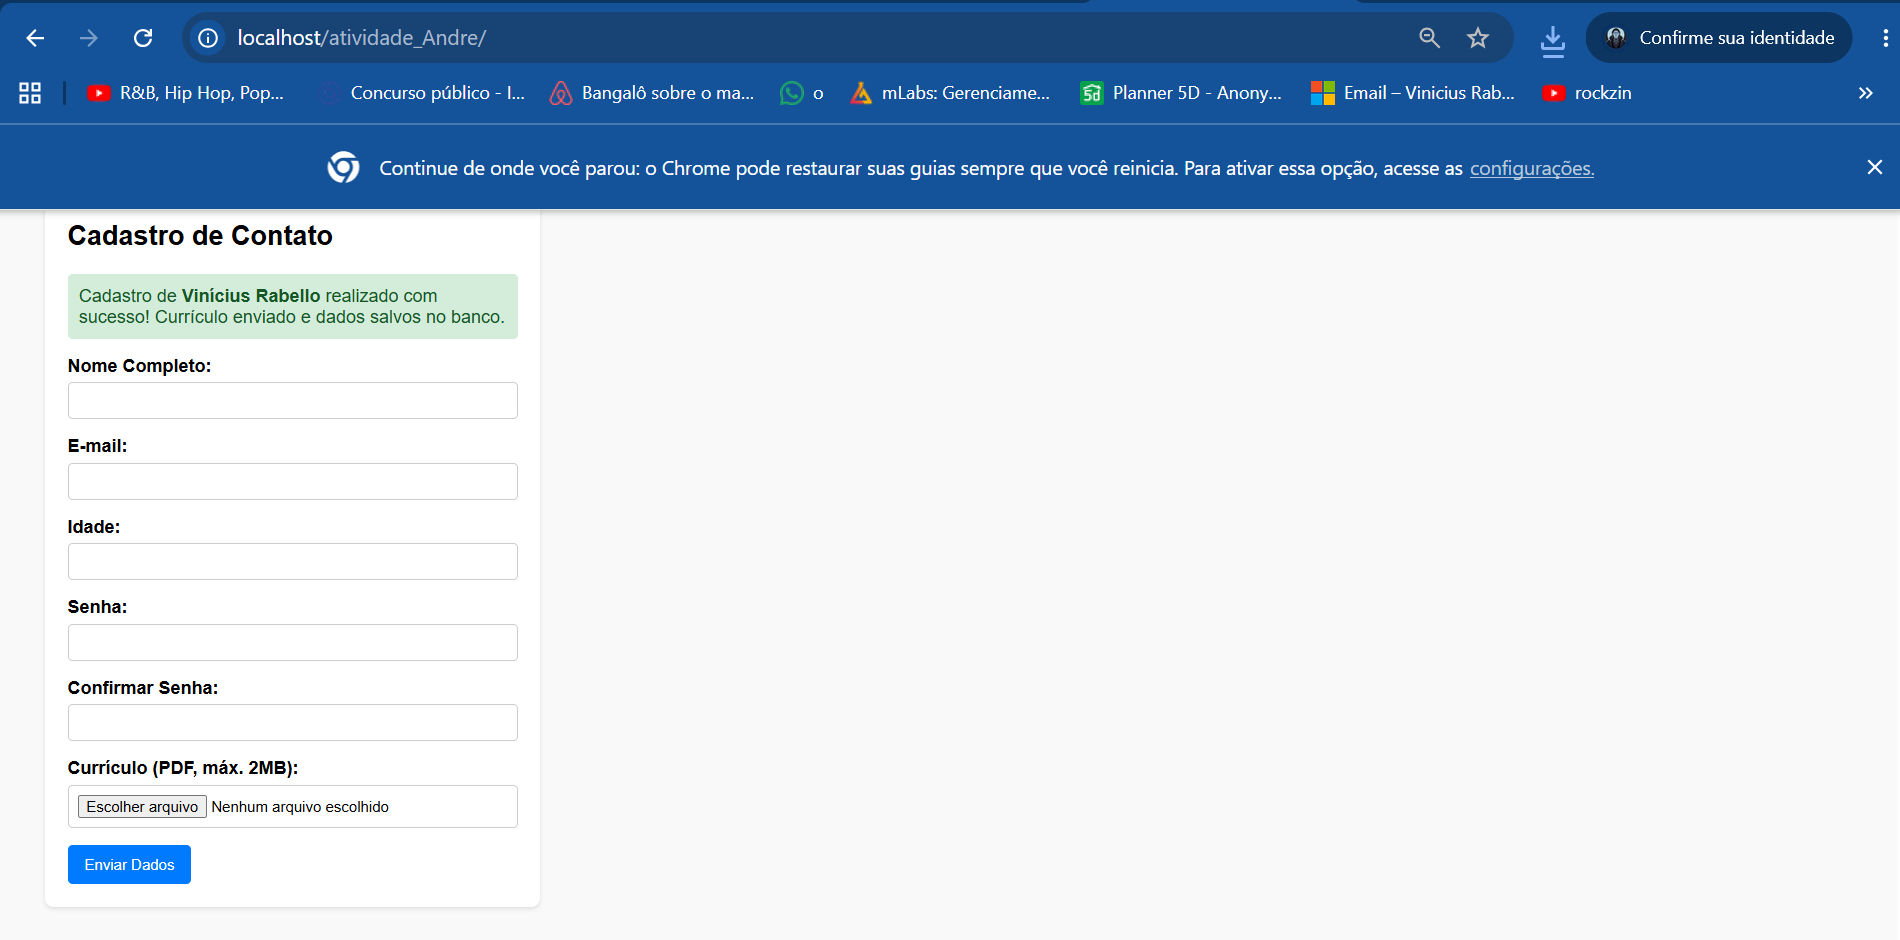 localhost/atividade_Andre/
Confirme sua identidade
R&B, Hip Hop, Pop...
Concurso público - I...
Bangalô sobre o ma...
o
mLabs: Gerenciame...
Planner 5D - Anony...
Email – Vinicius Rab...
rockzin
Continue de onde você parou: o Chrome pode restaurar suas guias sempre que você reinicia. Para ativar essa opção, acesse as configurações.
Cadastro de Contato
Cadastro de Vinícius Rabello realizado com
sucesso! Currículo enviado e dados salvos no banco.
Nome Completo:
E-mail:
Idade:
Senha:
Confirmar Senha:
Currículo (PDF, máx. 2MB):
Escolher arquivo Nenhum arquivo escolhido
Enviar Dados